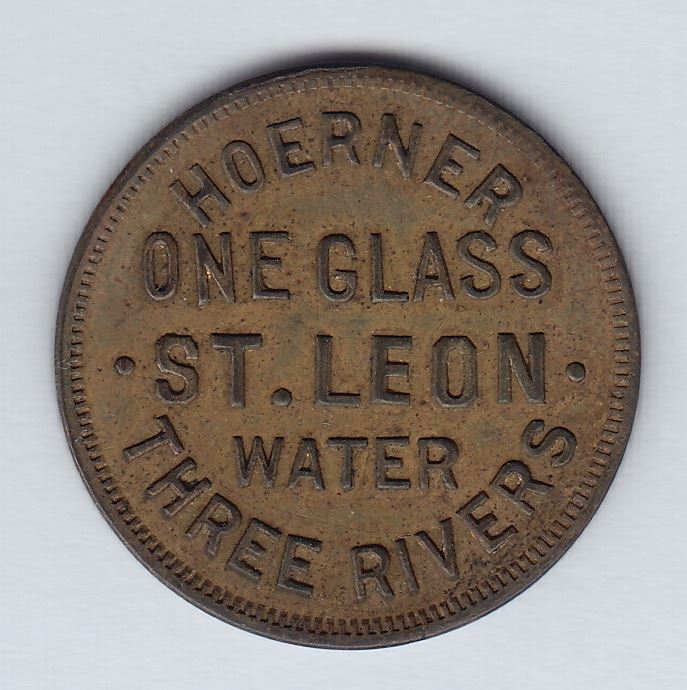 HOERNER
ONE GLASS
· ST. LEON ·
WATER
THREE RIVERS